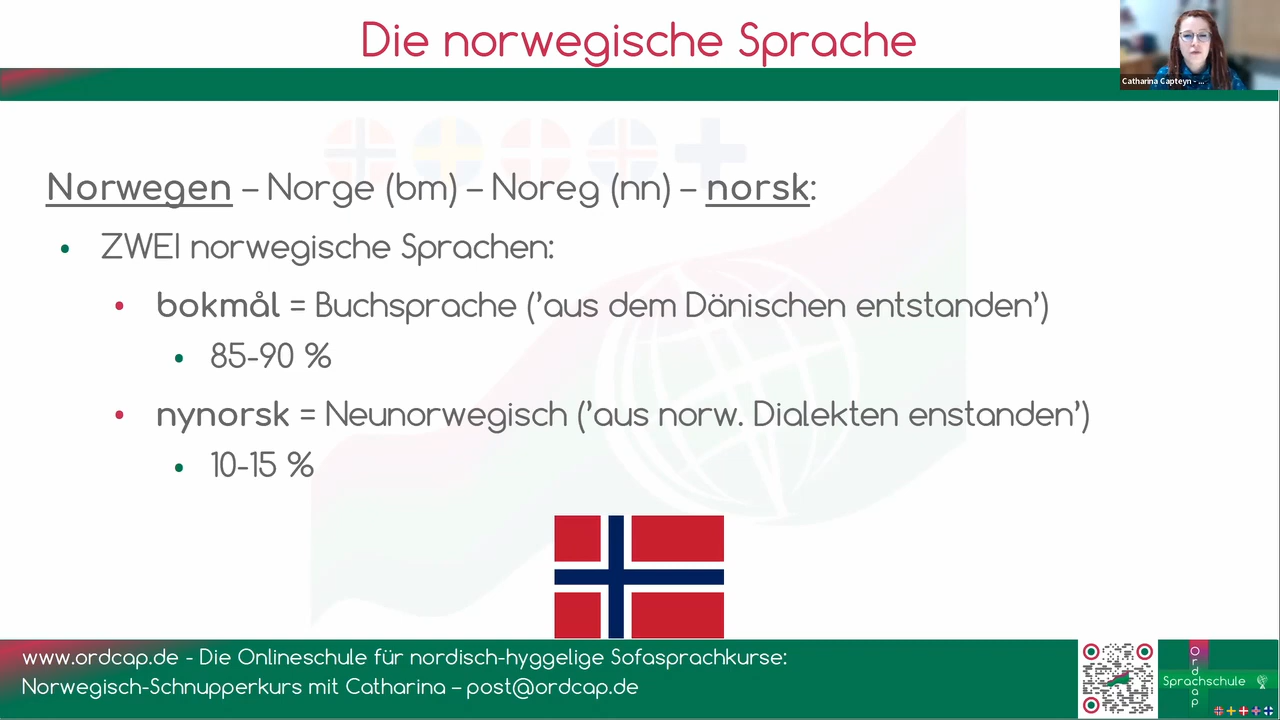 Die norwegische Sprache
Catharina Capteyn - ...
Norwegen – Norge (bm) – Noreg (nn) – norsk:
• ZWEI norwegische Sprachen:
• bokmål = Buchsprache (’aus dem Dänischen entstanden’)
• 85-90 %
• nynorsk = Neunorwegisch (’aus norw. Dialekten enstanden’)
• 10-15 %
www.ordcap.de - Die Onlineschule für nordisch-hyggelige Sofasprachkurse:
Norwegisch-Schnupperkurs mit Catharina – post@ordcap.de
Ordcap
Sprachschule